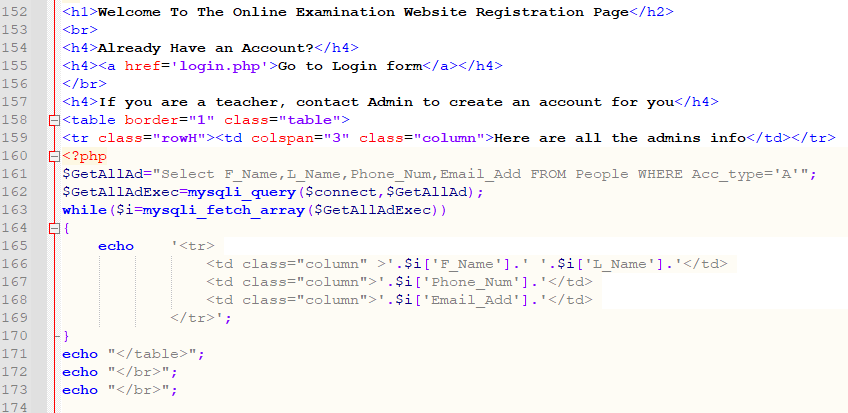 152 <h1>Welcome To The Online Examination Website Registration Page</h2>
153 <br>
154 <h4>Already Have an Account?</h4>
155 <h4><a href='login.php'>Go to Login form</a></h4>
156 </br>
157 <h4>If you are a teacher, contact Admin to create an account for you</h4>
158 <table border="1" class="table">
159 <tr class="rowH"><td colspan="3" class="column">Here are all the admins info</td></tr>
160 <?php
161 $GetAllAd="Select F_Name,L_Name,Phone_Num,Email_Add FROM People WHERE Acc_type='A'";
162 $GetAllAdExec=mysqli_query($connect,$GetAllAd);
163 while($i=mysqli_fetch_array($GetAllAdExec))
164 {
165     echo    '<tr>
166                 <td class="column" >'.$i['F_Name'].' '.$i['L_Name'].'</td>
167                 <td class="column">'.$i['Phone_Num'].'</td>
168                 <td class="column">'.$i['Email_Add'].'</td>
169             </tr>';
170 }
171 echo "</table>";
172 echo "</br>";
173 echo "</br>";
174